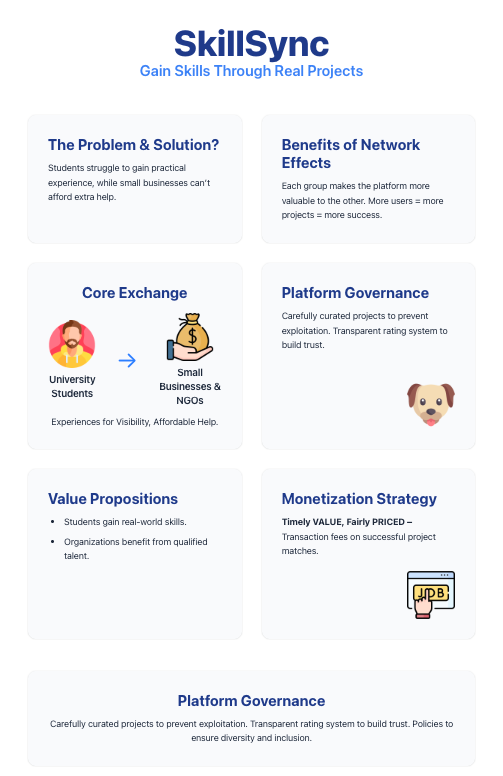 SkillSync
Gain Skills Through Real Projects
The Problem & Solution?
Students struggle to gain practical
experience, while small businesses can't
afford extra help.
Benefits of Network
Effects
Each group makes the platform more
valuable to the other. More users = more
projects = more success.
Core Exchange
University
Students
Small
Businesses &
NGOs
Experiences for Visibility, Affordable Help.
Platform Governance
Carefully curated projects to prevent
exploitation. Transparent rating system to
build trust.
Value Propositions
• Students gain real-world skills.
• Organizations benefit from qualified
talent.
Monetization Strategy
Timely VALUE, Fairly PRICED –
Transaction fees on successful project
matches.
JOB
Platform Governance
Carefully curated projects to prevent exploitation. Transparent rating system to build trust. Policies to
ensure diversity and inclusion.